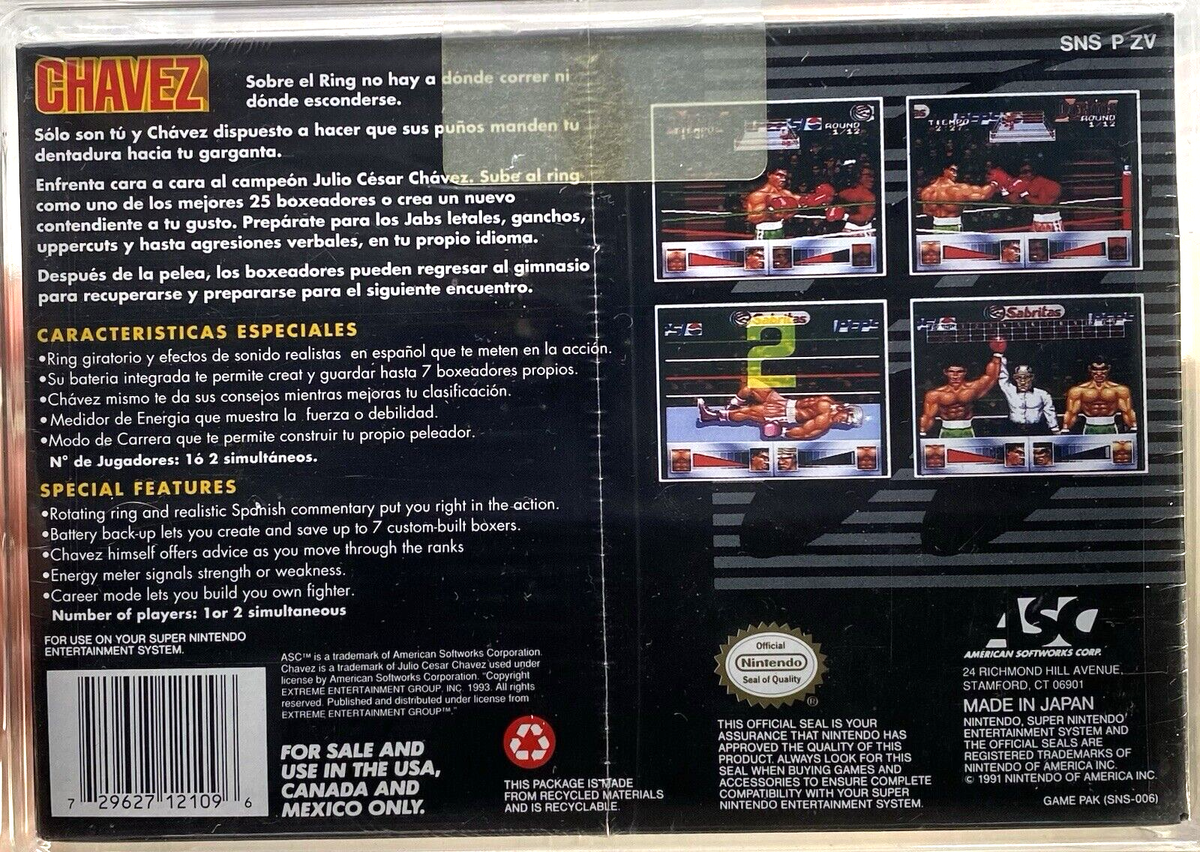 CHAVEZ
Sobre el Ring no hay a dónde correr ni
dónde esconderse.
Sólo son tú y Chávez dispuesto a hacer que sus puños manden tu
dentadura hacia tu garganta.
Enfrenta cara a cara al campeón Julio César Chávez. Sube al ring
como uno de los mejores 25 boxeadores o crea un nuevo
contendiente a tu gusto. Prepárate para los Jabs letales, ganchos,
uppercuts y hasta agresiones verbales, en tu propio idioma.
Después de la pelea, los boxeadores pueden regresar al gimnasio
para recuperarse y prepararse para el siguiente encuentro.
CARACTERISTICAS ESPECIALES
•Ring giratorio y efectos de sonido realistas en español que te meten en la acción.
•Su bateria integrada te permite creat y guardar hasta 7 boxeadores propios.
•Chávez mismo te da sus consejos mientras mejoras tu clasificación.
•Medidor de Energia que muestra la fuerza o debilidad.
•Modo de Carrera que te permite construir tu propio peleador.
N° de Jugadores: 1ó 2 simultáneos.
SPECIAL FEATURES
•Rotating ring and realistic Spanish commentary put you right in the action.
•Battery back-up lets you create and save up to 7 custom-built boxers.
•Chavez himself offers advice as you move through the ranks
•Energy meter signals strength or weakness.
•Career mode lets you build you own fighter.
Number of players: 1or 2 simultaneous
FOR USE ON YOUR SUPER NINTENDO
ENTERTAINMENT SYSTEM.
7 29627 12109 6
ASC™ is a trademark of American Softworks Corporation.
Chavez is a trademark of Julio Cesar Chavez used under
license by American Softworks Corporation. "Copyright
EXTREME ENTERTAINMENT GROUP, INC. 1993. All rights
reserved. Published and distributed under license from
EXTREME ENTERTAINMENT GROUP™."
FOR SALE AND
USE IN THE USA,
CANADA AND
MEXICO ONLY.
THIS PACKAGE IS MADE
FROM RECYCLED MATERIALS
AND IS RECYCLABLE.
SNS P ZV
TIEMPO
ROUND
1/12
TIEMPO
ROUND
1/12
Sabritas
PEPSI
2
Sabritas
Official
Nintendo
Seal of Quality
®
THIS OFFICIAL SEAL IS YOUR
ASSURANCE THAT NINTENDO HAS
APPROVED THE QUALITY OF THIS
PRODUCT. ALWAYS LOOK FOR THIS
SEAL WHEN BUYING GAMES AND
ACCESSORIES TO ENSURE COMPLETE
COMPATIBILITY WITH YOUR SUPER
NINTENDO ENTERTAINMENT SYSTEM.
ASC
AMERICAN SOFTWORKS CORP.
24 RICHMOND HILL AVENUE,
STAMFORD, CT 06901
MADE IN JAPAN
NINTENDO, SUPER NINTENDO
ENTERTAINMENT SYSTEM AND
THE OFFICIAL SEALS ARE
REGISTERED TRADEMARKS OF
NINTENDO OF AMERICA INC.
© 1991 NINTENDO OF AMERICA INC.
GAME PAK (SNS-006)